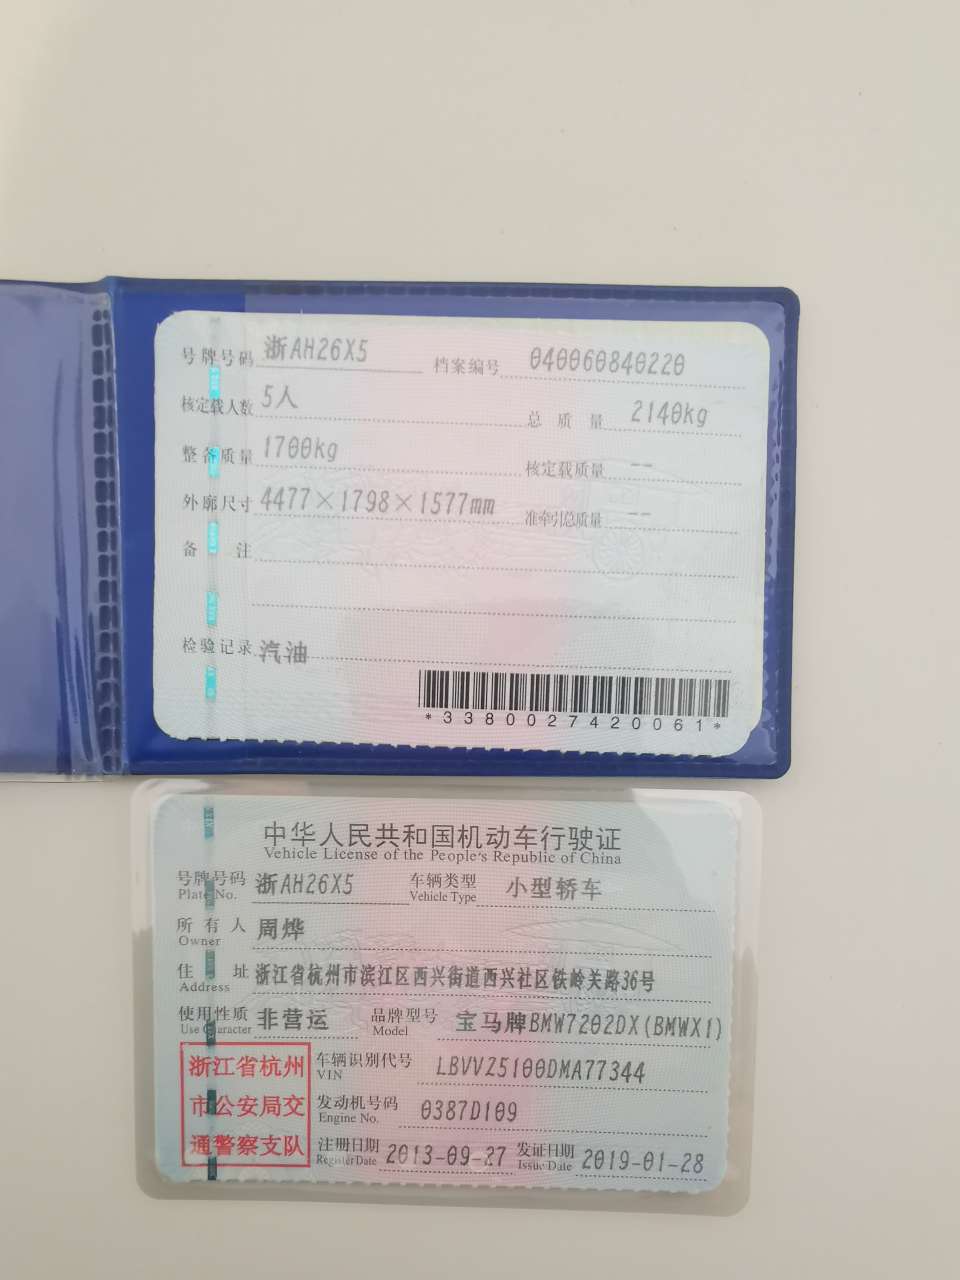 号牌号码 浙AH26X5 档案编号 040060840220
核定载人数 5人 总质量 2140kg
整备质量 1700kg 核定载质量 --
外廓尺寸 4477×1798×1577mm 准牵引总质量 --
备注
检验记录 汽油
*3380027420061*
中华人民共和国机动车行驶证
Vehicle License of the People's Republic of China
号牌号码 浙AH26X5 车辆类型 小型轿车
Plate No. Vehicle Type
所有人 周烨
Owner
住址 浙江省杭州市滨江区西兴街道西兴社区铁岭关路36号
Address
使用性质 非营运 品牌型号 宝马牌BMW7202DX(BMWX1)
Use Character Model
浙江省杭州
市公安局交
通警察支队
车辆识别代号 LBVVZ5100DMA77344
VIN
发动机号码 0387D109
Engine No.
注册日期 2013-09-27 发证日期 2019-01-28
Register Date Issue Date